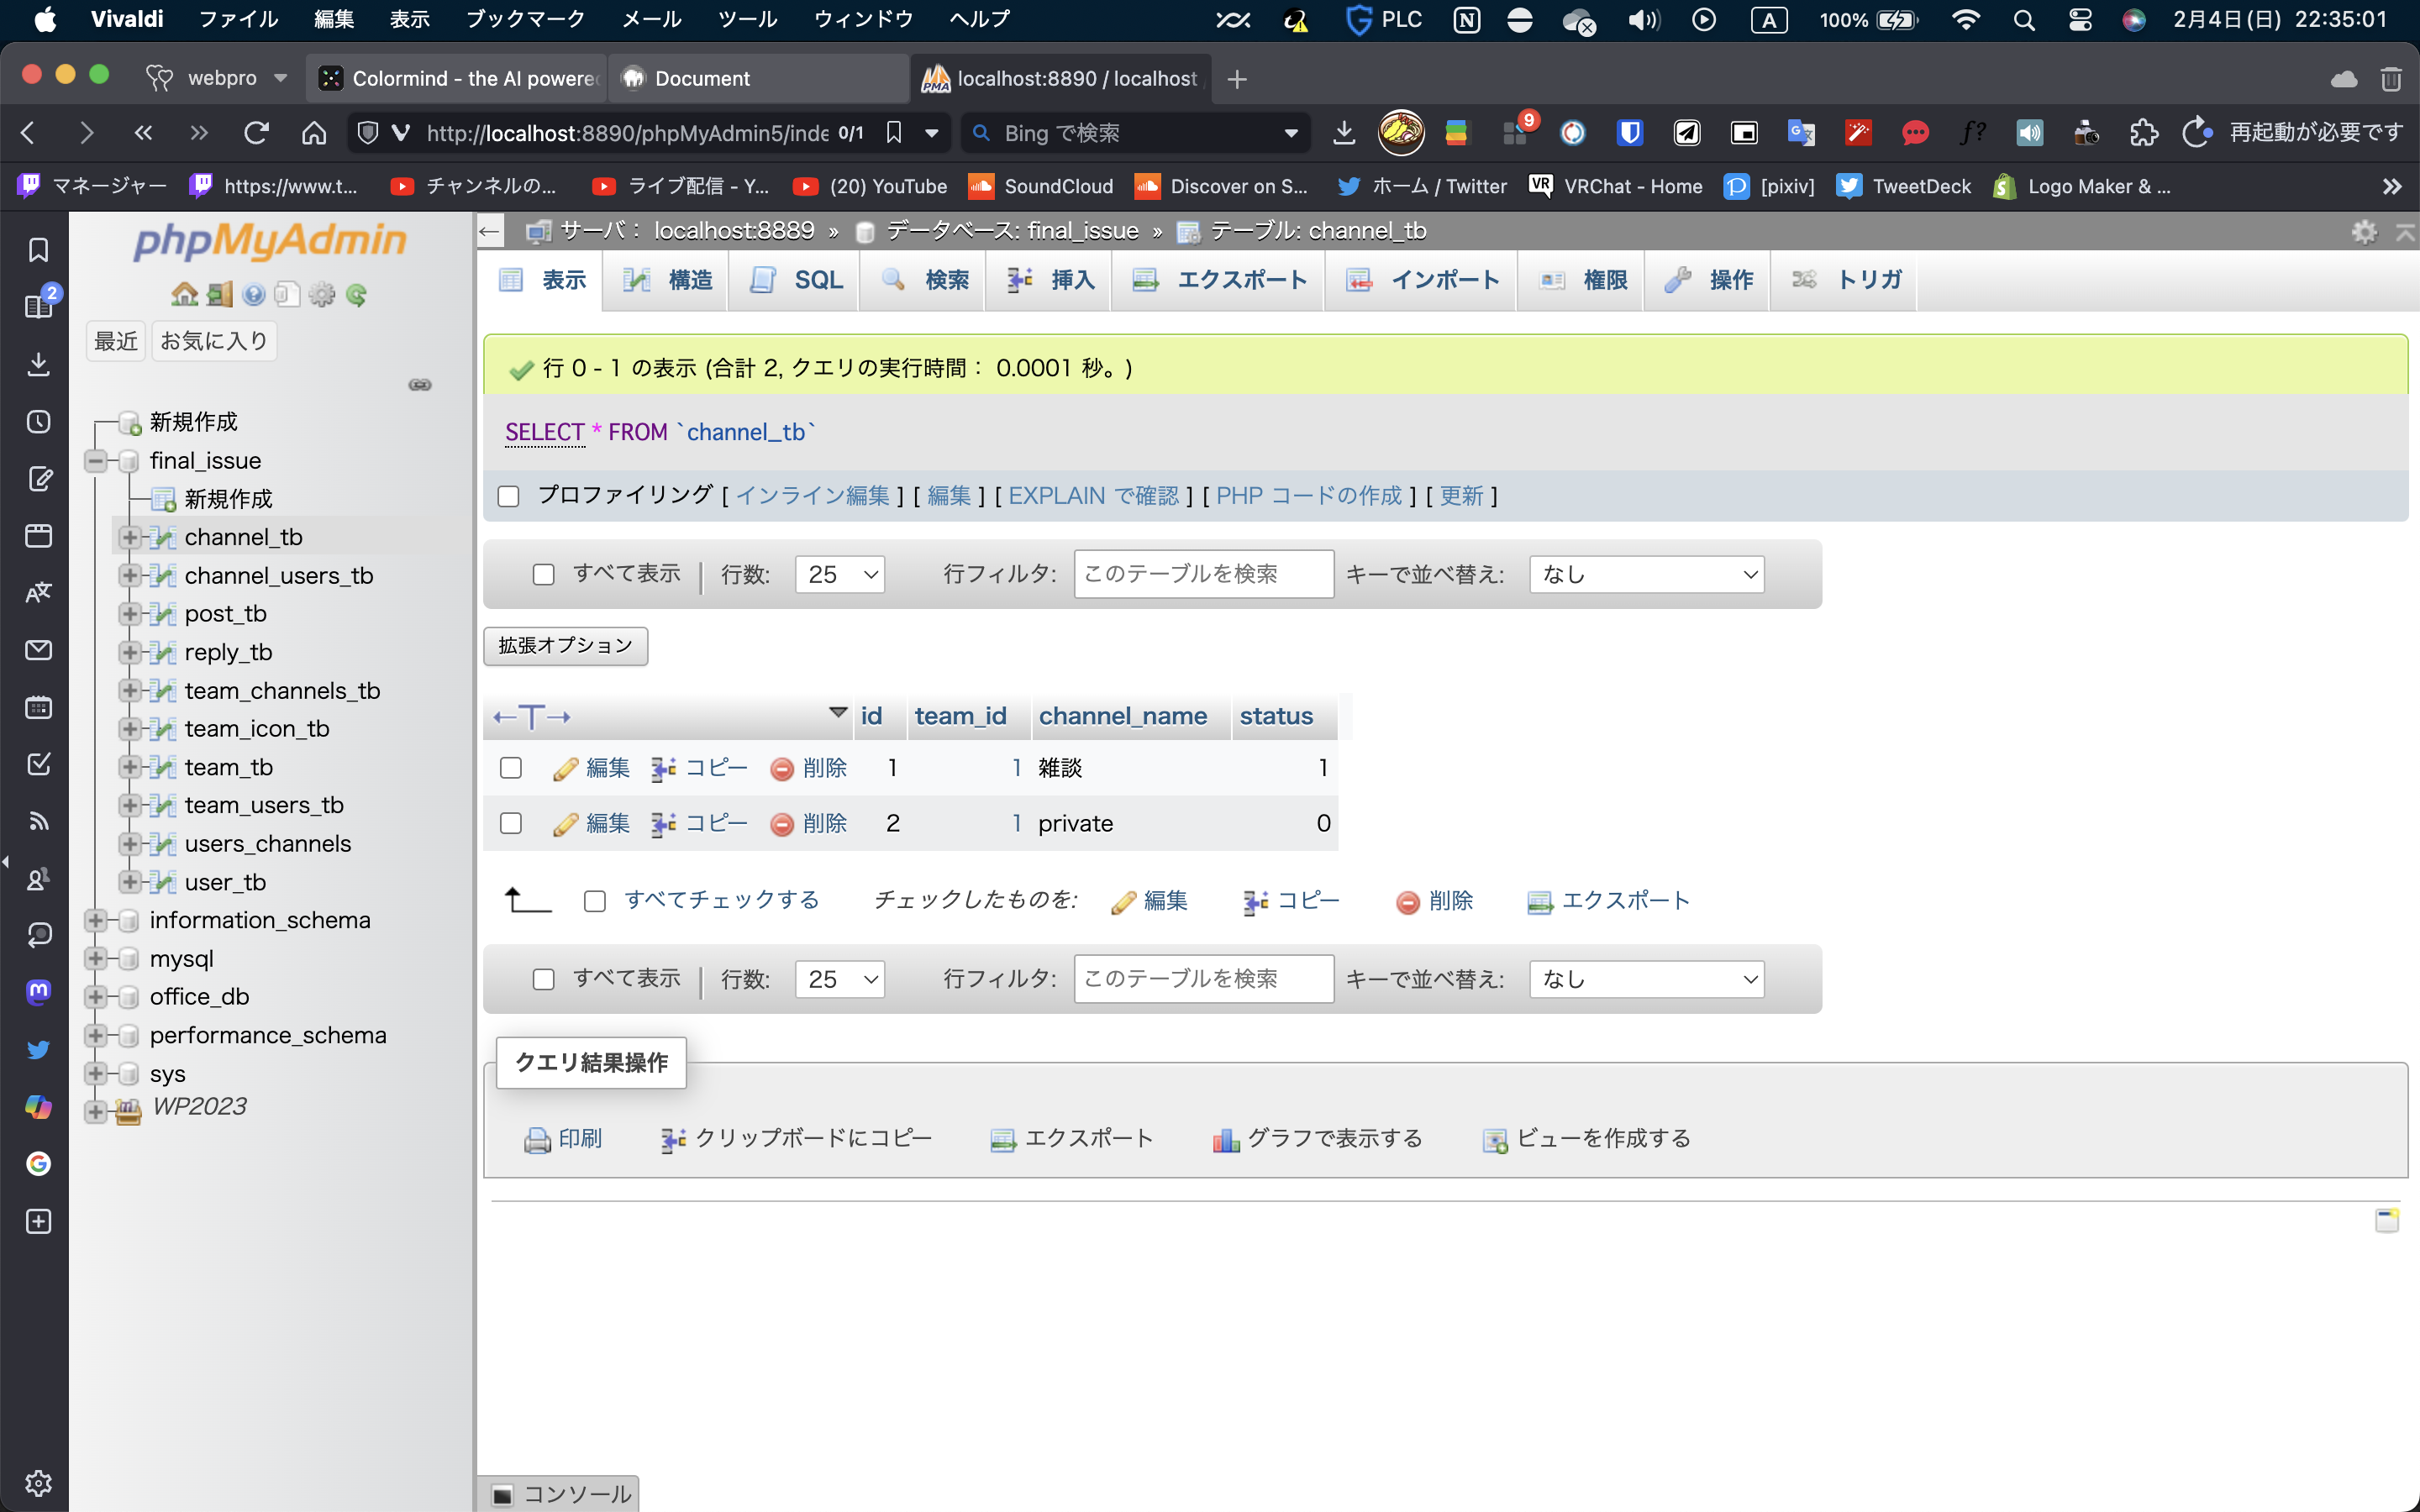 Vivaldi ファイル 編集 表示 ブックマーク メール ツール ウィンドウ ヘルプ PLC A 100% 2月4日(日) 22:35:01
webpro Colormind - the AI powere Document localhost:8890 / localhost
http://localhost:8890/phpMyAdmin5/inde 0/1 Bing で検索 9 f? 再起動が必要です
マネージャー https://www.t... チャンネルの... ライブ配信 - Y... (20) YouTube SoundCloud Discover on S... ホーム / Twitter VRChat - Home [pixiv] TweetDeck Logo Maker & ...
phpMyAdmin
2
最近 お気に入り
新規作成
final_issue
新規作成
channel_tb
channel_users_tb
post_tb
reply_tb
team_channels_tb
team_icon_tb
team_tb
team_users_tb
users_channels
user_tb
information_schema
mysql
office_db
performance_schema
sys
WP2023
サーバ: localhost:8889 » データベース: final_issue » テーブル: channel_tb
表示 構造 SQL 検索 挿入 エクスポート インポート 権限 操作 トリガ
行 0 - 1 の表示 (合計 2, クエリの実行時間: 0.0001 秒。)
SELECT * FROM `channel_tb`
プロファイリング [ インライン編集 ] [ 編集 ] [ EXPLAIN で確認 ] [ PHP コードの作成 ] [ 更新 ]
すべて表示 | 行数: 25 行フィルタ: このテーブルを検索 キーで並べ替え: なし
拡張オプション
←T→ id team_id channel_name status
編集 コピー 削除 1 1 雑談 1
編集 コピー 削除 2 1 private 0
すべてチェックする チェックしたものを: 編集 コピー 削除 エクスポート
すべて表示 | 行数: 25 行フィルタ: このテーブルを検索 キーで並べ替え: なし
クエリ結果操作
印刷 クリップボードにコピー エクスポート グラフで表示する ビューを作成する
コンソール